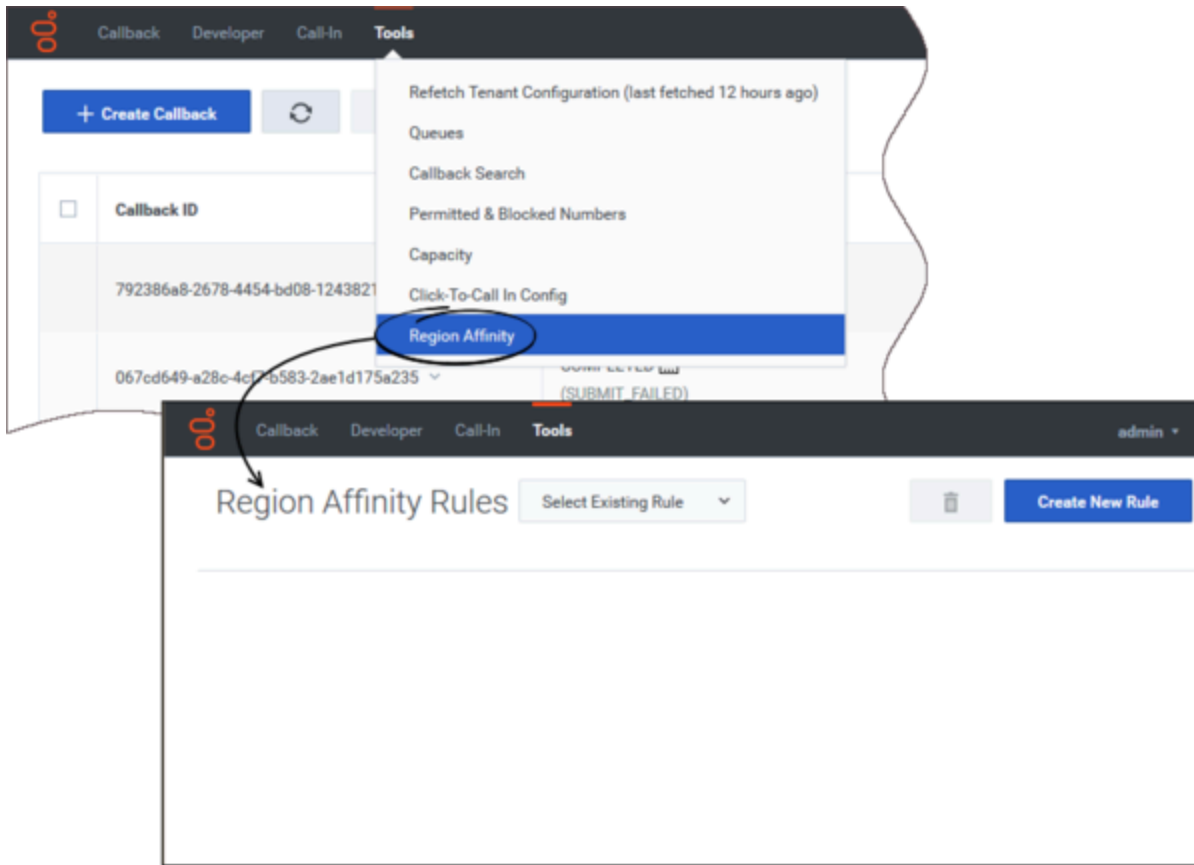 Callback Developer Call-In Tools
Refetch Tenant Configuration (last fetched 12 hours ago)
+ Create Callback
Queues
Callback Search
Callback ID
Permitted & Blocked Numbers
Capacity
792386a8-2678-4454-bd08-1243821
Click-To-Call In Config
Region Affinity
067cd649-a28c-4cf7-b583-2ae1d175a235
COMPLETED
(SUBMIT_FAILED)
Callback Developer Call-In Tools admin
Region Affinity Rules Select Existing Rule Create New Rule